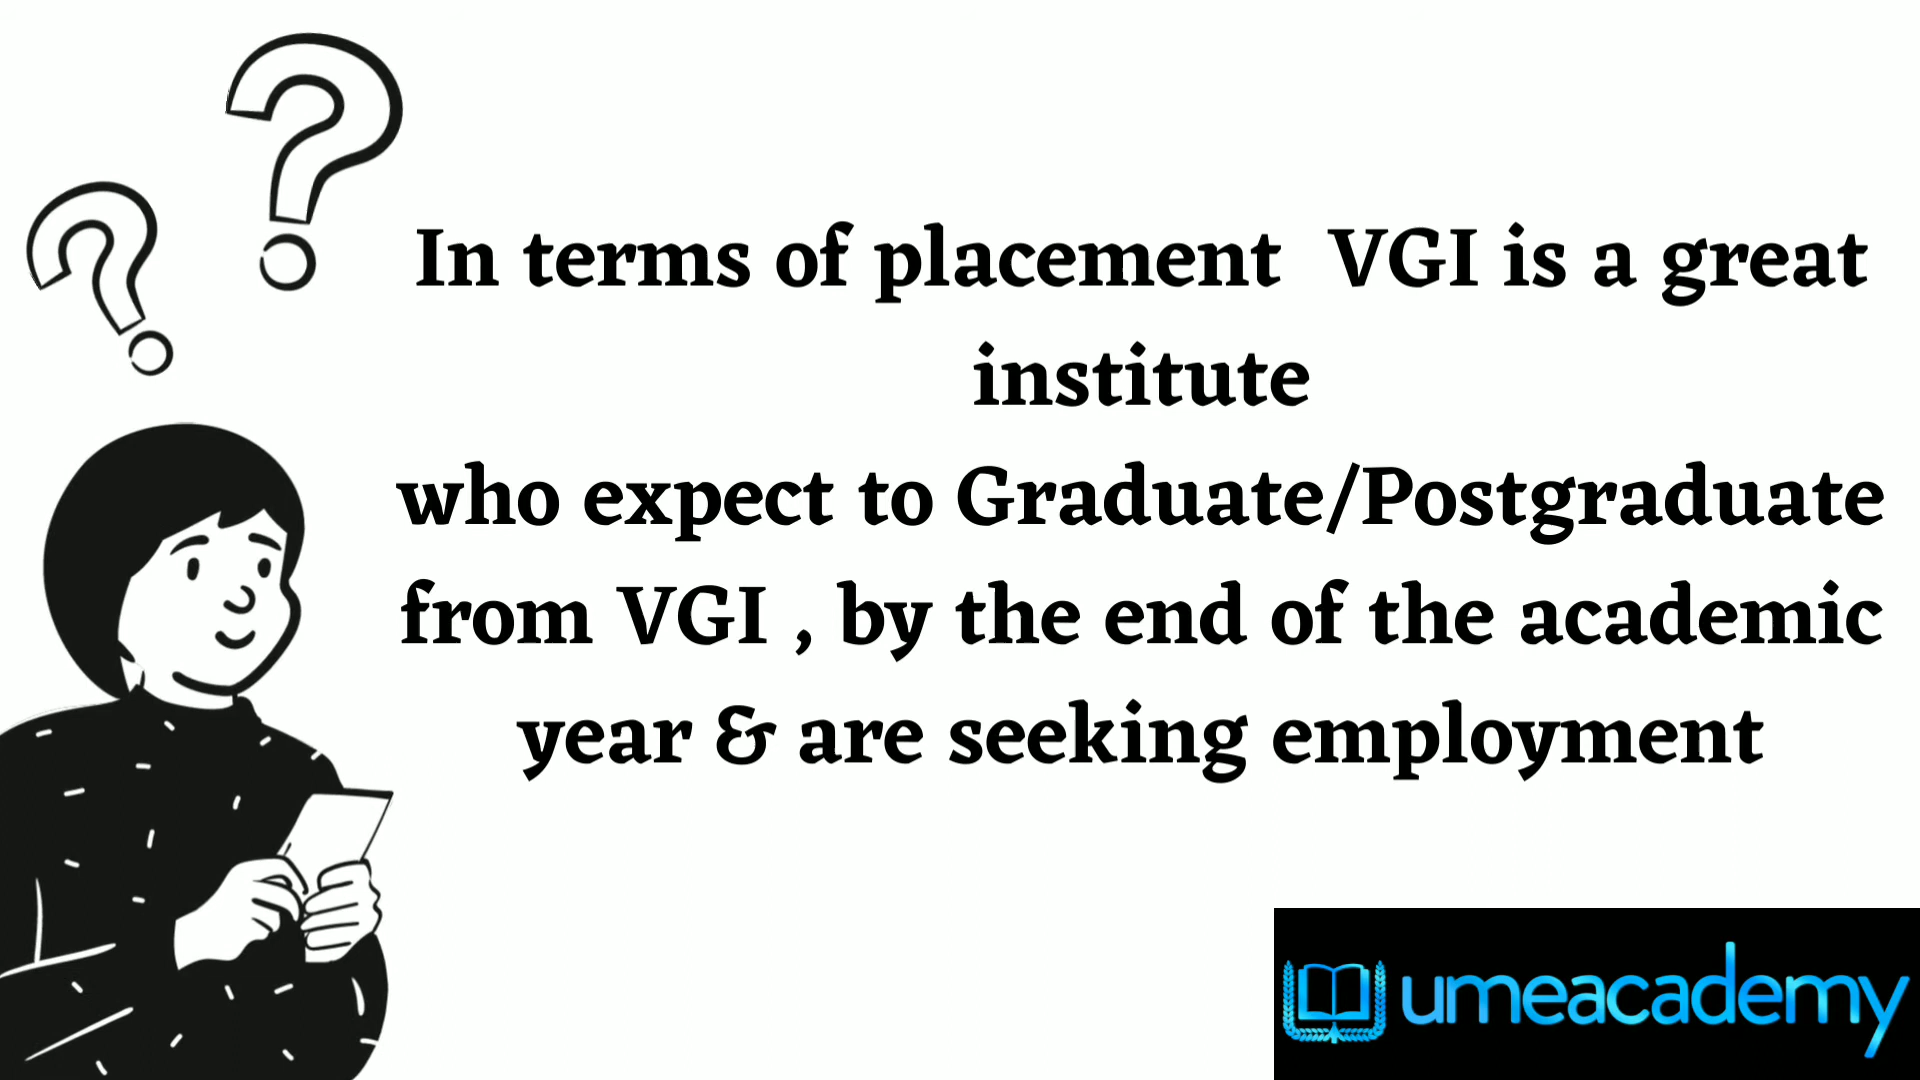 In terms of placement  VGI is a great
institute
who expect to Graduate/Postgraduate
from VGI , by the end of the academic
year & are seeking employment
umeacademy